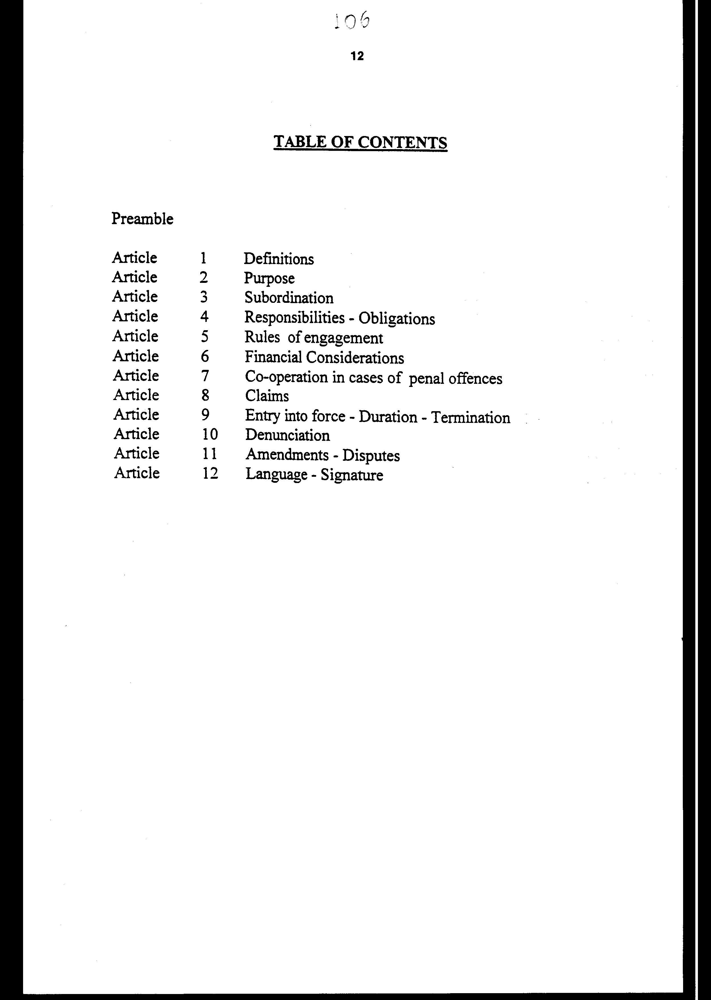 106
12
TABLE OF CONTENTS
Preamble
Article 1 Definitions
Article 2 Purpose
Article 3 Subordination
Article 4 Responsibilities - Obligations
Article 5 Rules of engagement
Article 6 Financial Considerations
Article 7 Co-operation in cases of penal offences
Article 8 Claims
Article 9 Entry into force - Duration - Termination
Article 10 Denunciation
Article 11 Amendments - Disputes
Article 12 Language - Signature